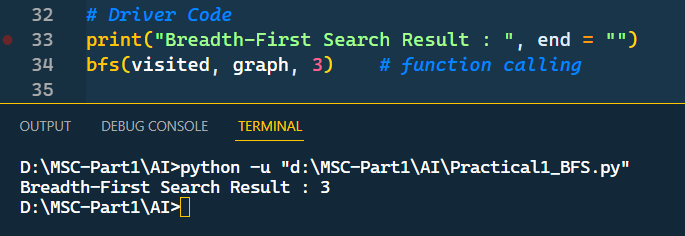 32 # Driver Code
33 print("Breadth-First Search Result : ", end = "")
34 bfs(visited, graph, 3) # function calling
35
OUTPUT DEBUG CONSOLE TERMINAL
D:\MSC-Part1\AI>python -u "d:\MSC-Part1\AI\Practical1_BFS.py"
Breadth-First Search Result : 3
D:\MSC-Part1\AI>